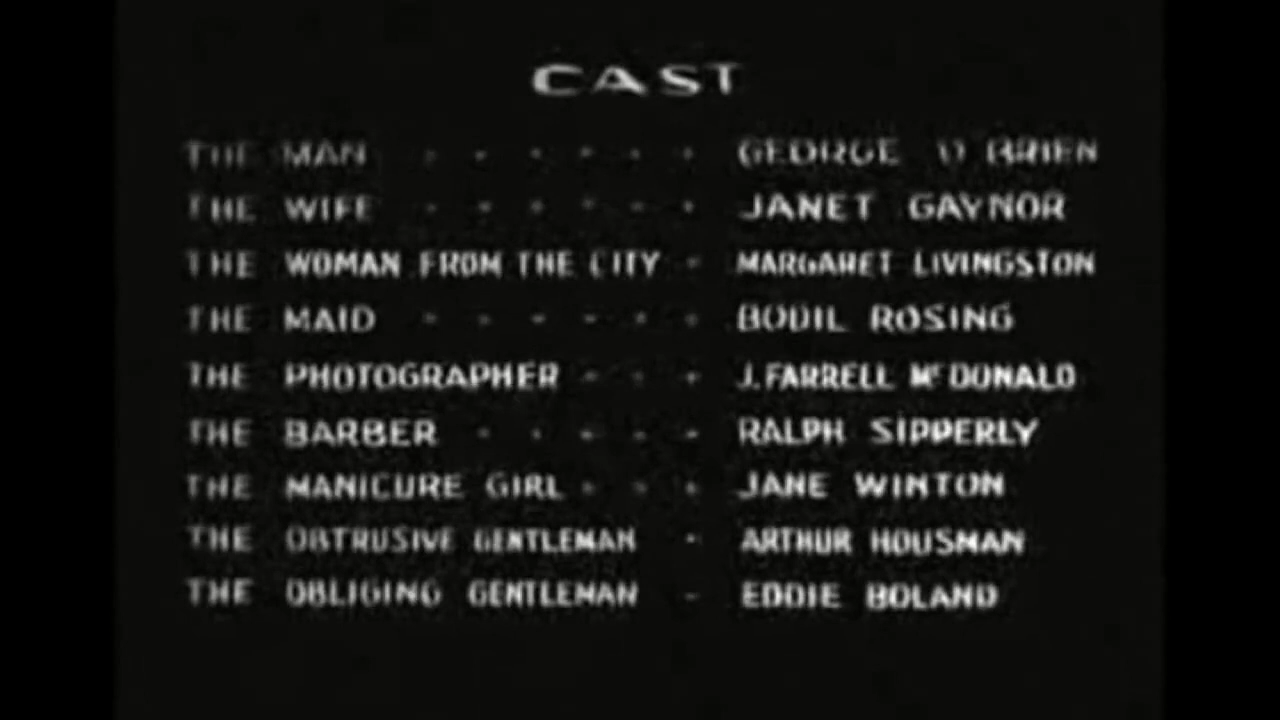 CAST
THE MAN - - - - - - GEORGE O'BRIEN
THE WIFE - - - - - - JANET GAYNOR
THE WOMAN FROM THE CITY - MARGARET LIVINGSTON
THE MAID - - - - - - BODIL ROSING
THE PHOTOGRAPHER - - - J. FARRELL McDONALD
THE BARBER - - - - - RALPH SIPPERLY
THE MANICURE GIRL - - - JANE WINTON
THE OBTRUSIVE GENTLEMAN - ARTHUR HOUSMAN
THE OBLIGING GENTLEMAN - EDDIE BOLAND